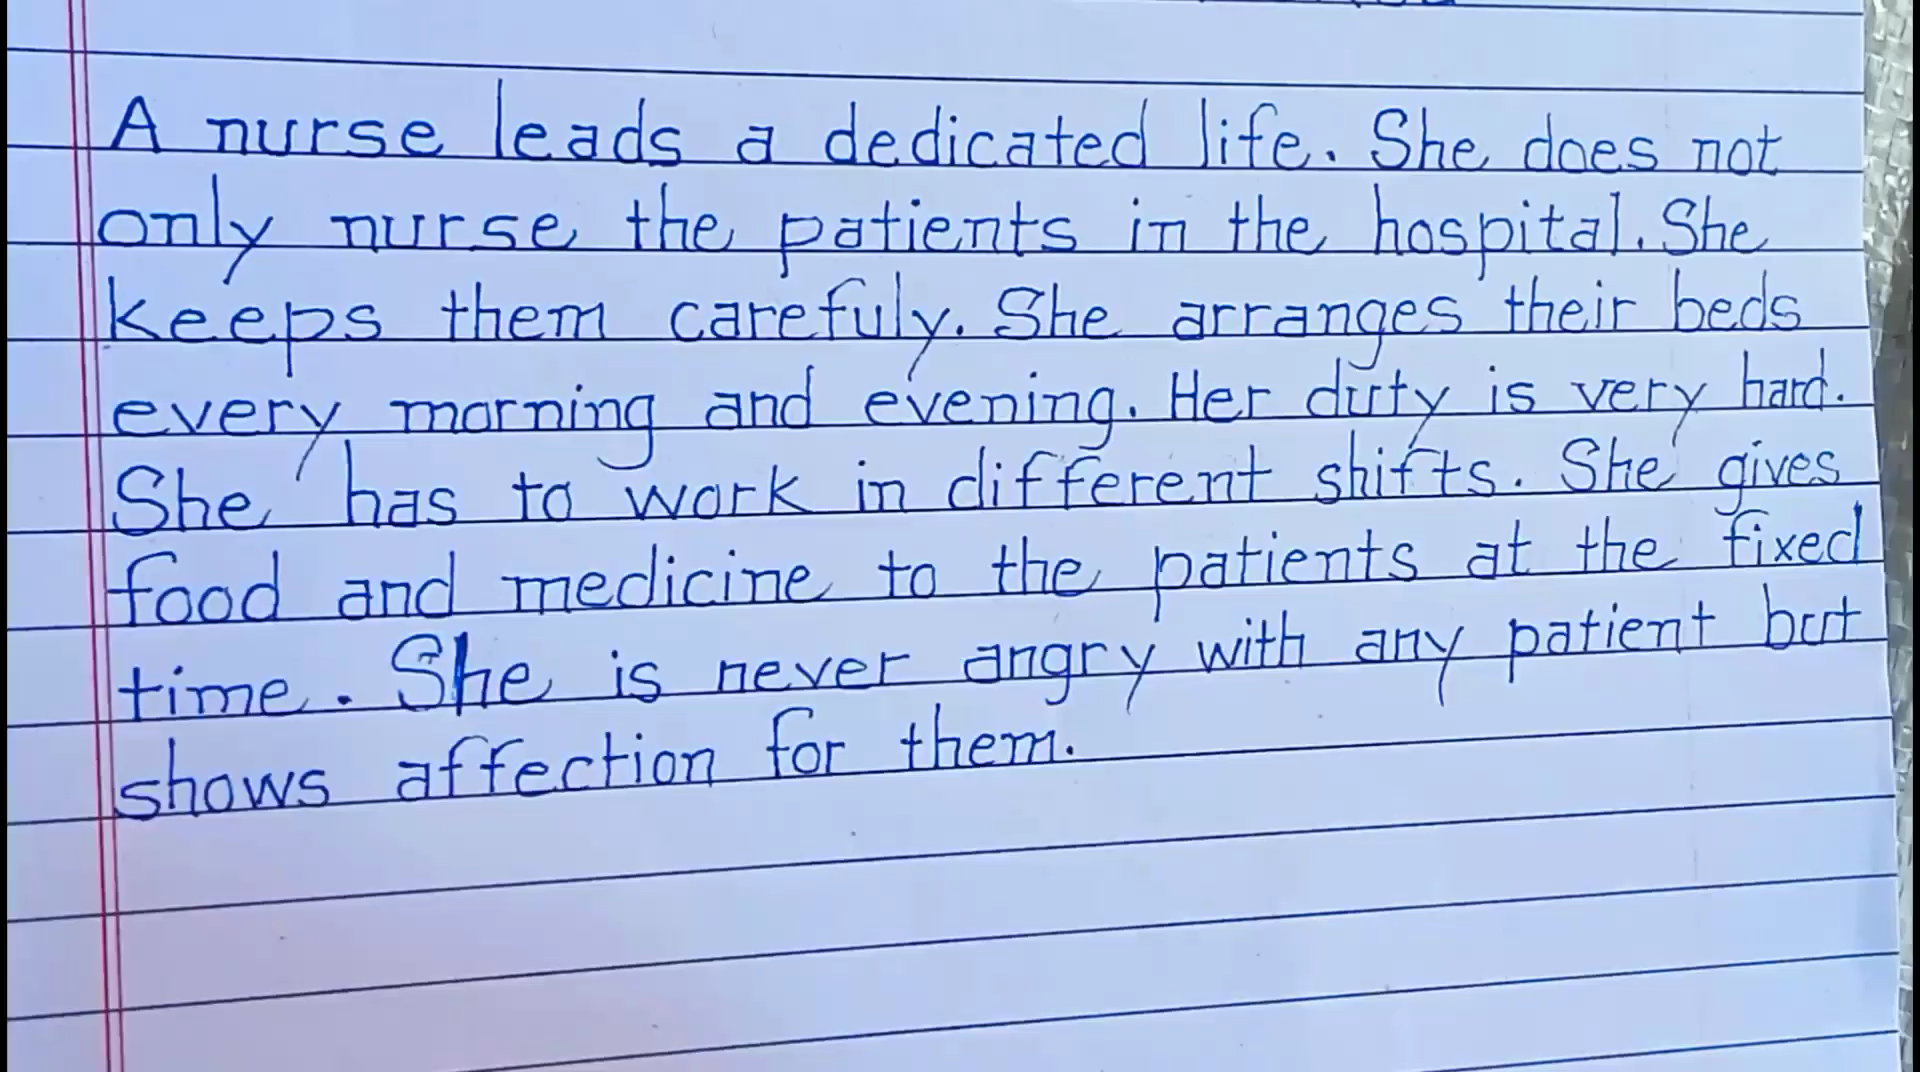 A nurse leads a dedicated life. She does not
only nurse the patients in the hospital. She
keeps them carefuly. She arranges their beds
every morning and evening. Her duty is very hard.
She has to work in different shifts. She gives
food and medicine to the patients at the fixed
time. She is never angry with any patient but
shows affection for them.